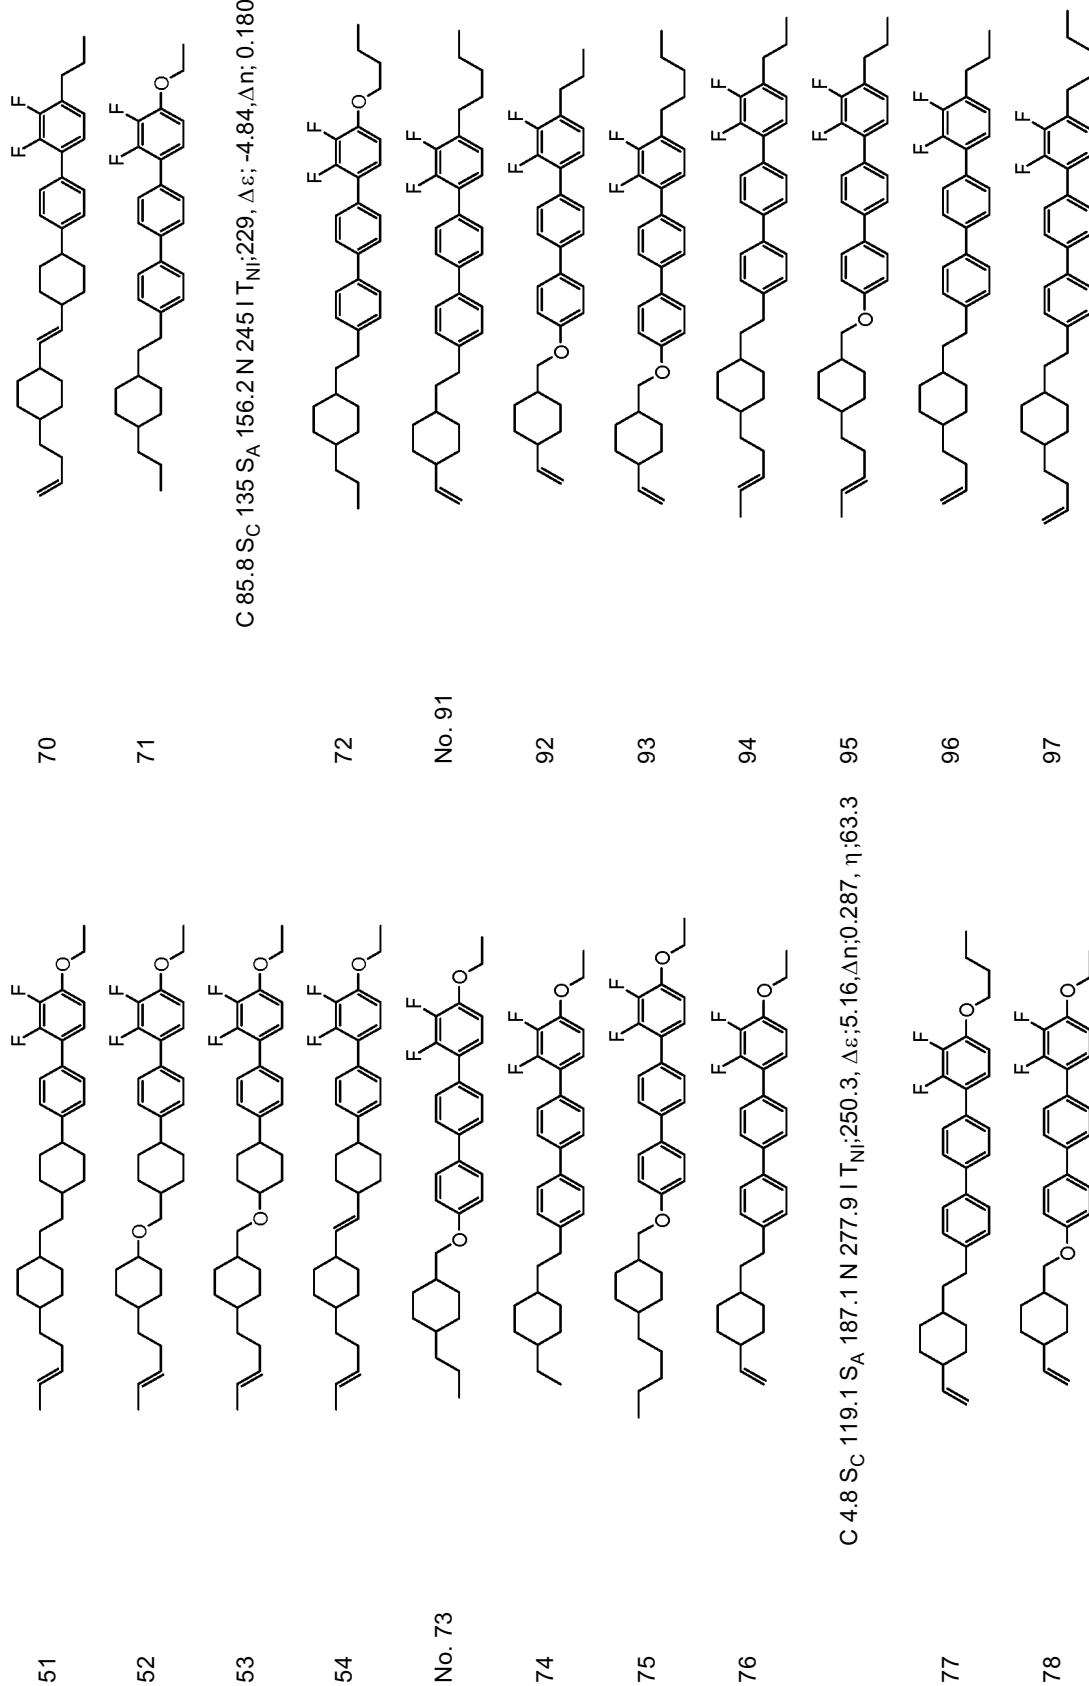 51 F F O
52 O F F O
53 O F F O
54 F F O
No. 73 O F F O
74 F F O
75 O F F O
76 F F O
C 4.8 S_C 119.1 S_A 187.1 N 277.9 I T_NI;250.3, Δε;5.16,Δn;0.287, η;63.3
77 F F O
78 O F F O
70 F F
71 F F O
C 85.8 S_C 135 S_A 156.2 N 245 I T_NI;229, Δε; -4.84,Δn; 0.180
72 F F O
No. 91 F F
92 O F F
93 O F F
94 F F
95 O F F
96 F F
97 F F